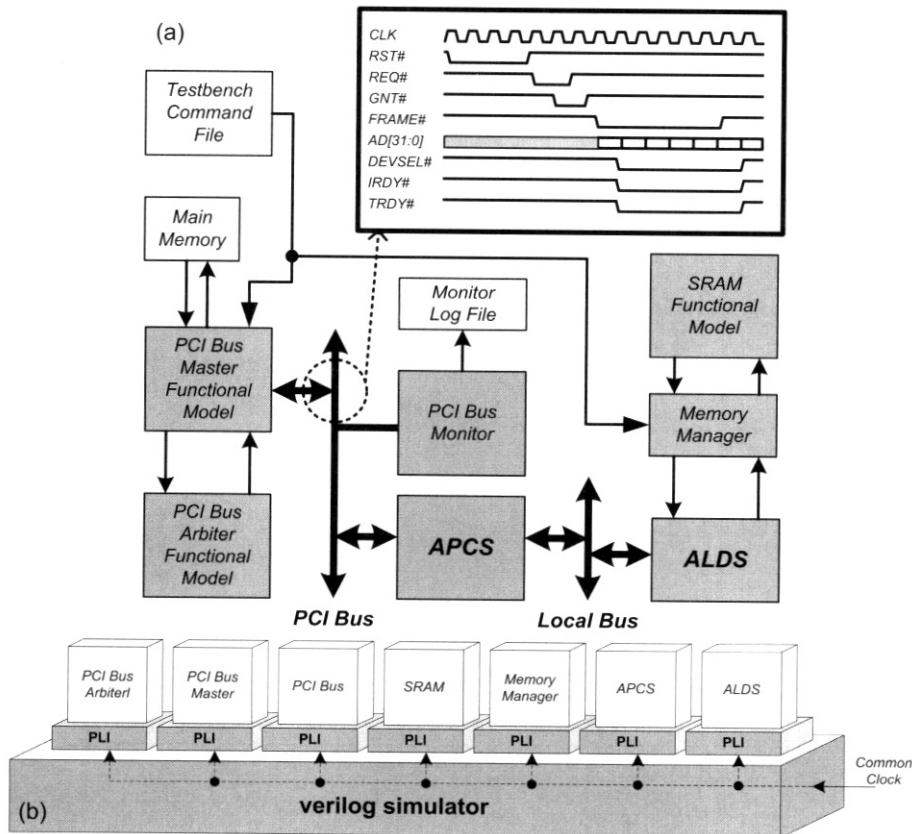 (a)
CLK
RST#
REQ#
GNT#
FRAME#
AD[31:0]
DEVSEL#
IRDY#
TRDY#
Testbench
Command
File
Main
Memory
Monitor
Log File
SRAM
Functional
Model
PCI Bus
Master
Functional
Model
PCI Bus
Monitor
Memory
Manager
PCI Bus
Arbiter
Functional
Model
APCS
ALDS
PCI Bus
Local Bus
PCI Bus
ArbiterI
PCI Bus
Master
PCI Bus
SRAM
Memory
Manager
APCS
ALDS
PLI
PLI
PLI
PLI
PLI
PLI
PLI
Common
Clock
(b)
verilog simulator